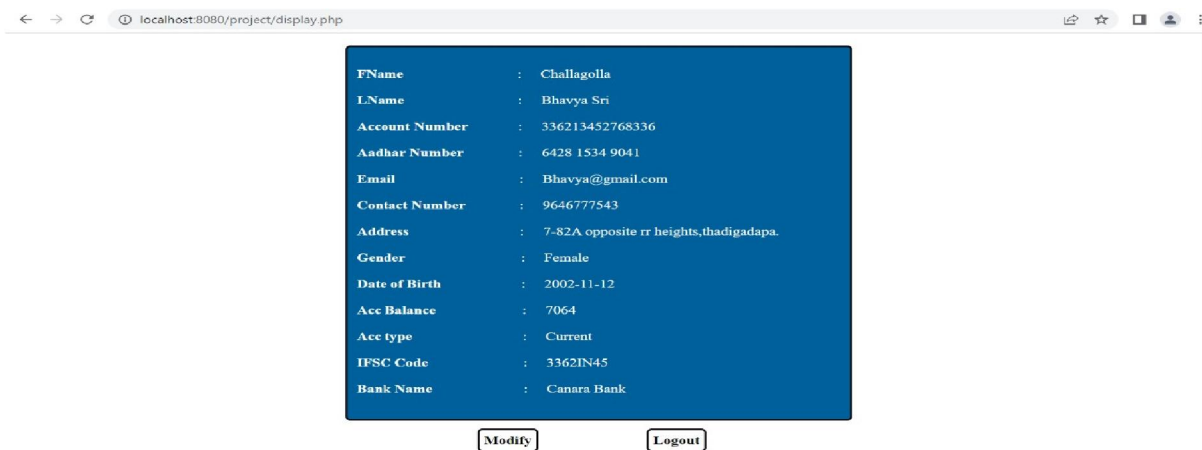 localhost:8080/project/display.php
FName : Challagolla
LName : Bhavya Sri
Account Number : 336213452768336
Aadhar Number : 6428 1534 9041
Email : Bhavya@gmail.com
Contact Number : 9646777543
Address : 7-82A opposite rr heights,thadigadapa.
Gender : Female
Date of Birth : 2002-11-12
Acc Balance : 7064
Acc type : Current
IFSC Code : 3362IN45
Bank Name : Canara Bank
Modify Logout